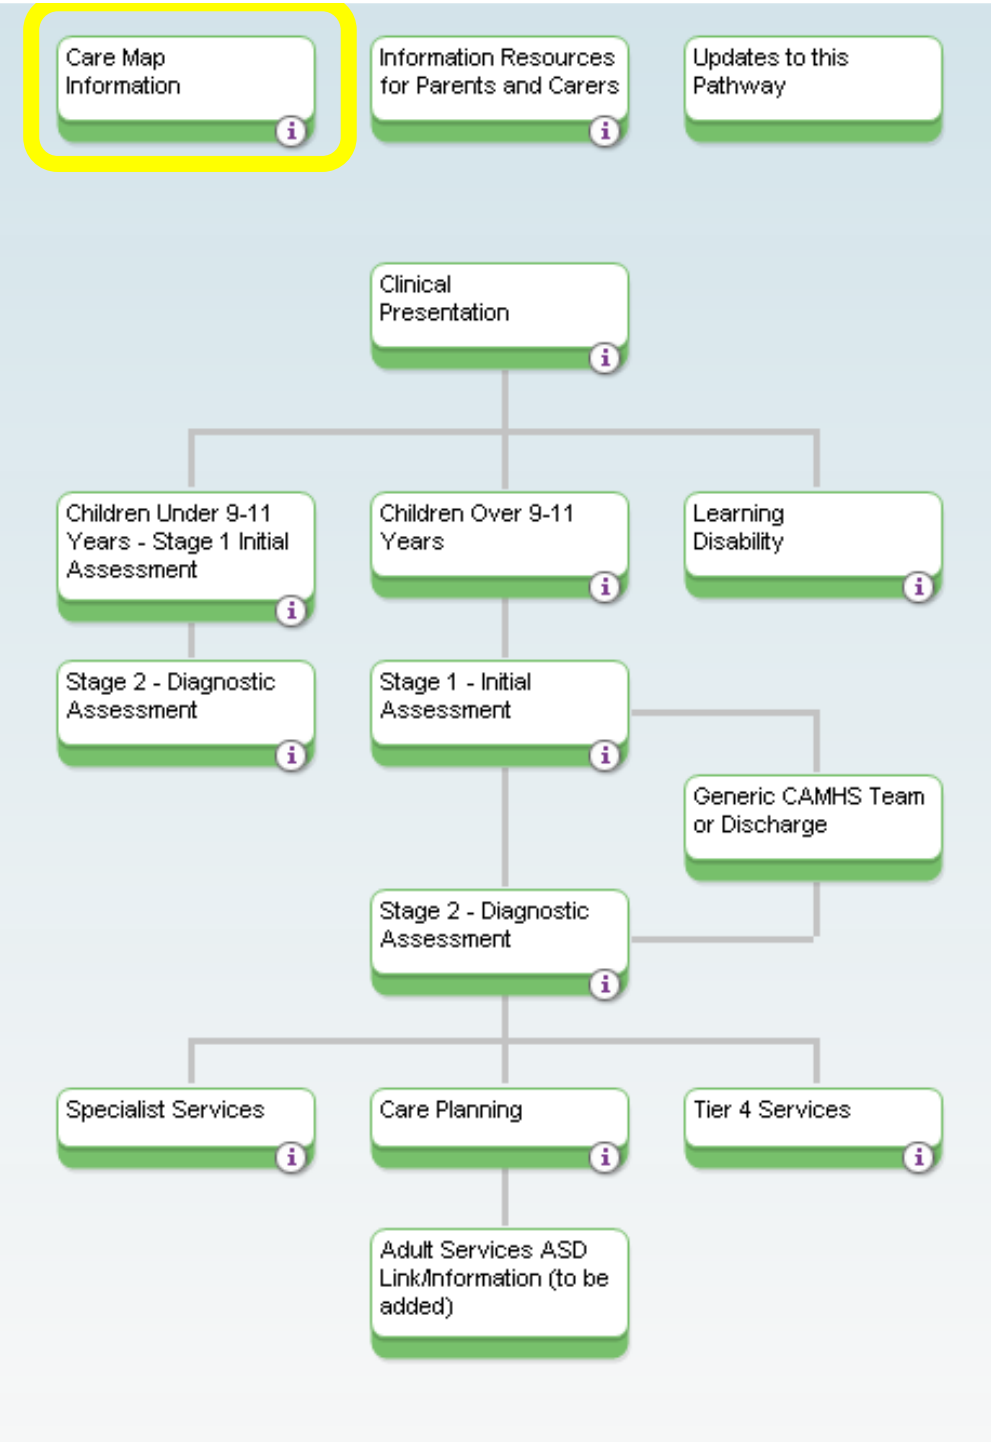 Care Map
Information
Information Resources
for Parents and Carers
Updates to this
Pathway
Clinical
Presentation
Children Under 9-11
Years - Stage 1 Initial
Assessment
Children Over 9-11
Years
Learning
Disability
Stage 2 - Diagnostic
Assessment
Stage 1 - Initial
Assessment
Generic CAMHS Team
or Discharge
Stage 2 - Diagnostic
Assessment
Specialist Services
Care Planning
Tier 4 Services
Adult Services ASD
Link/Information (to be
added)